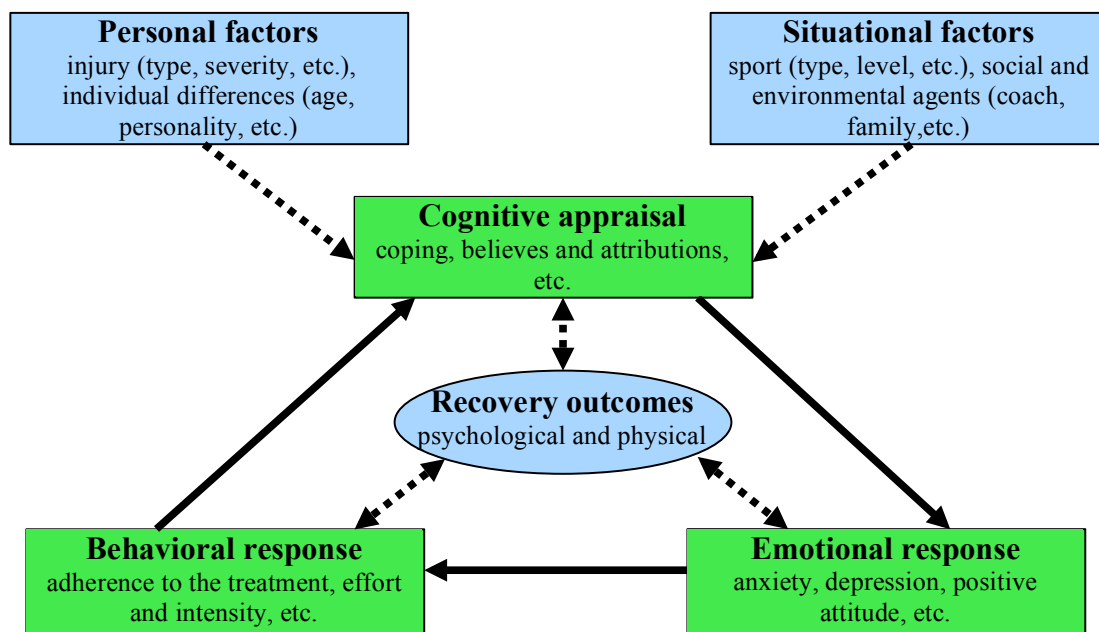 Personal factors
injury (type, severity, etc.),
individual differences (age,
personality, etc.)
Situational factors
sport (type, level, etc.), social and
environmental agents (coach,
family,etc.)
Cognitive appraisal
coping, believes and attributions,
etc.
Recovery outcomes
psychological and physical
Behavioral response
adherence to the treatment, effort
and intensity, etc.
Emotional response
anxiety, depression, positive
attitude, etc.